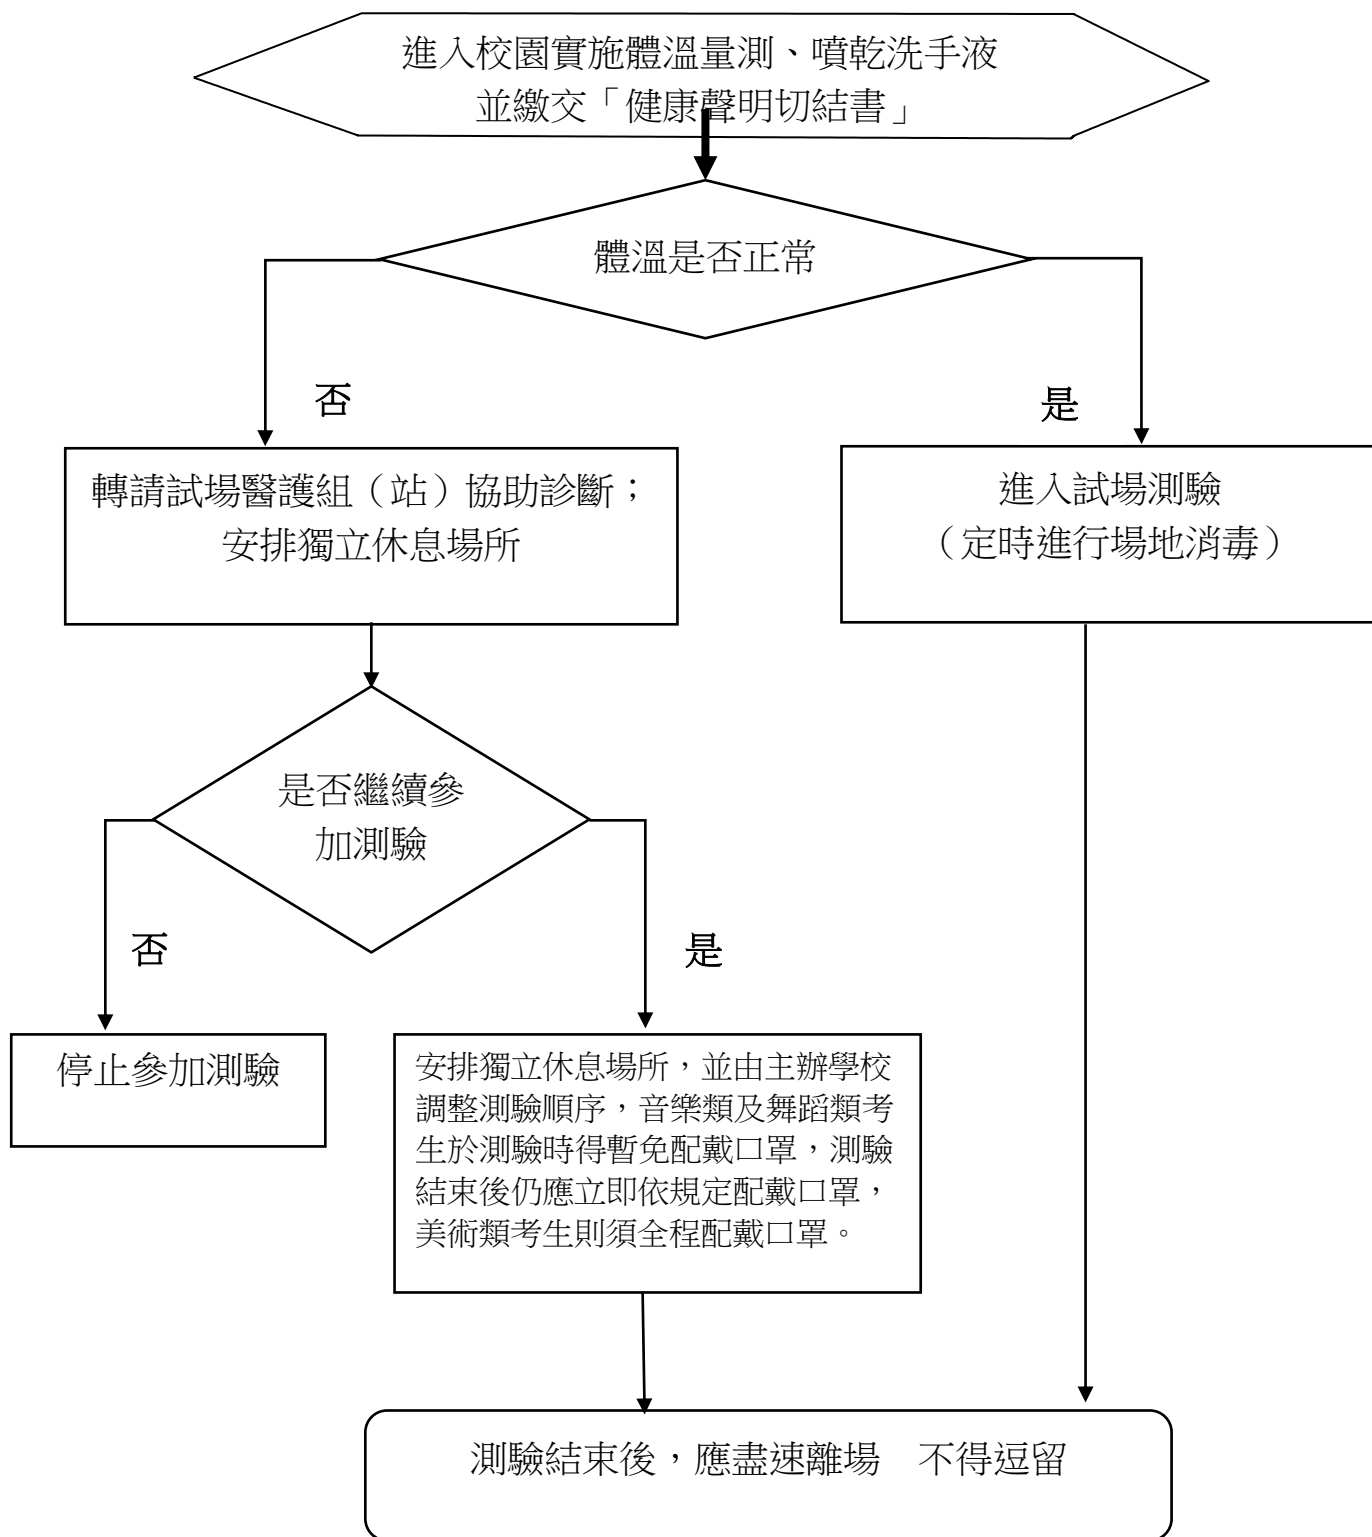 進入校園實施體溫量測、噴乾洗手液
並繳交「健康聲明切結書」
體溫是否正常
否
是
轉請試場醫護組（站）協助診斷；
安排獨立休息場所
進入試場測驗
（定時進行場地消毒）
是否繼續參
加測驗
否
是
停止參加測驗
安排獨立休息場所，並由主辦學校
調整測驗順序，音樂類及舞蹈類考
生於測驗時得暫免配戴口罩，測驗
結束後仍應立即依規定配戴口罩，
美術類考生則須全程配戴口罩。
測驗結束後，應盡速離場　不得逗留